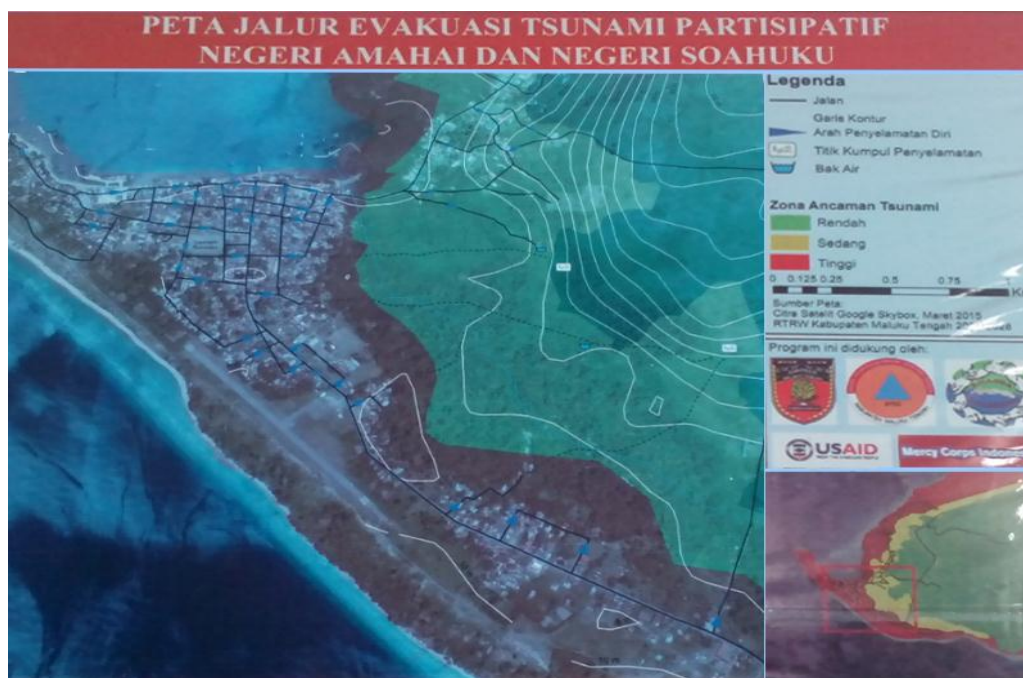 PETA JALUR EVAKUASI TSUNAMI PARTISIPATIF
NEGERI AMAHAI DAN NEGERI SOAHUKU
Legenda
Jalan
Garis Kontur
Arah Penyelamatan Diri
Titik Kumpul Penyelamatan
Bak Air
Zona Ancaman Tsunami
Rendah
Sedang
Tinggi
0 0.125 0.25 0.5 0.75 1
Sumber Peta:
Citra Satelit Google Skybox, Maret 2015
RTRW Kabupaten Maluku Tengah
Program ini didukung oleh:
USAID
Mercy Corps Indones